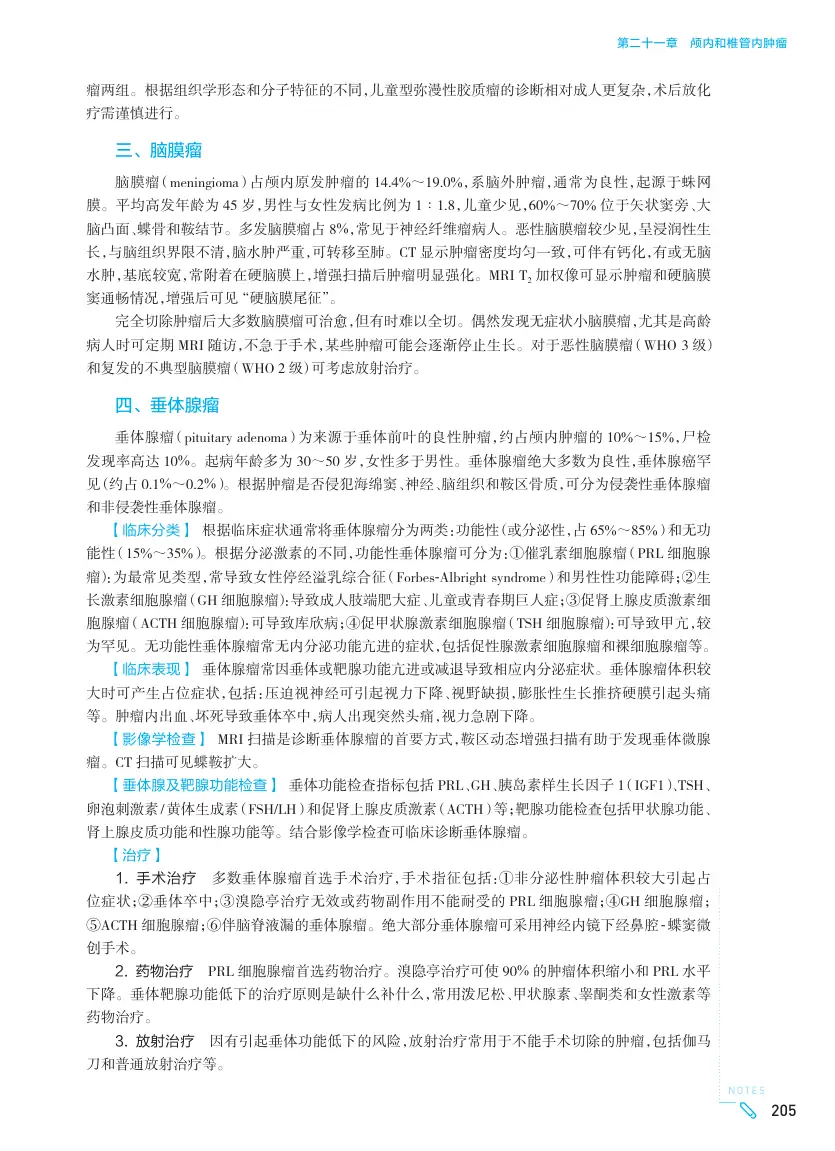 第二十一章 颅内和椎管内肿瘤
瘤两组。根据组织学形态和分子特征的不同,儿童型弥漫性胶质瘤的诊断相对成人更复杂,术后放化
疗需谨慎进行。
三、脑膜瘤
脑膜瘤(meningioma)占颅内原发肿瘤的 14.4%～19.0%,系脑外肿瘤,通常为良性,起源于蛛网
膜。平均高发年龄为 45 岁,男性与女性发病比例为 1∶1.8,儿童少见,60%～70% 位于矢状窦旁、大
脑凸面、蝶骨和鞍结节。多发脑膜瘤占 8%,常见于神经纤维瘤病人。恶性脑膜瘤较少见,呈浸润性生
长,与脑组织界限不清,脑水肿严重,可转移至肺。CT 显示肿瘤密度均匀一致,可伴有钙化,有或无脑
水肿,基底较宽,常附着在硬脑膜上,增强扫描后肿瘤明显强化。MRI T₂ 加权像可显示肿瘤和硬脑膜
窦通畅情况,增强后可见“硬脑膜尾征”。
完全切除肿瘤后大多数脑膜瘤可治愈,但有时难以全切。偶然发现无症状小脑膜瘤,尤其是高龄
病人时可定期 MRI 随访,不急于手术,某些肿瘤可能会逐渐停止生长。对于恶性脑膜瘤(WHO 3 级)
和复发的不典型脑膜瘤(WHO 2 级)可考虑放射治疗。
四、垂体腺瘤
垂体腺瘤(pituitary adenoma)为来源于垂体前叶的良性肿瘤,约占颅内肿瘤的 10%～15%,尸检
发现率高达 10%。起病年龄多为 30～50 岁,女性多于男性。垂体腺瘤绝大多数为良性,垂体腺癌罕
见(约占 0.1%～0.2%)。根据肿瘤是否侵犯海绵窦、神经、脑组织和鞍区骨质,可分为侵袭性垂体腺瘤
和非侵袭性垂体腺瘤。
【临床分类】 根据临床症状通常将垂体腺瘤分为两类:功能性(或分泌性,占 65%～85%)和无功
能性(15%～35%)。根据分泌激素的不同,功能性垂体腺瘤可分为:①催乳素细胞腺瘤(PRL 细胞腺
瘤):为最常见类型,常导致女性停经溢乳综合征(Forbes-Albright syndrome)和男性性功能障碍;②生
长激素细胞腺瘤(GH 细胞腺瘤):导致成人肢端肥大症、儿童或青春期巨人症;③促肾上腺皮质激素细
胞腺瘤(ACTH 细胞腺瘤):可导致库欣病;④促甲状腺激素细胞腺瘤(TSH 细胞腺瘤):可导致甲亢,较
为罕见。无功能性垂体腺瘤常无内分泌功能亢进的症状,包括促性腺激素细胞腺瘤和裸细胞腺瘤等。
【临床表现】 垂体腺瘤常因垂体或靶腺功能亢进或减退导致相应内分泌症状。垂体腺瘤体积较
大时可产生占位症状,包括:压迫视神经可引起视力下降、视野缺损,膨胀性生长推挤硬膜引起头痛
等。肿瘤内出血、坏死导致垂体卒中,病人出现突然头痛,视力急剧下降。
【影像学检查】 MRI 扫描是诊断垂体腺瘤的首要方式,鞍区动态增强扫描有助于发现垂体微腺
瘤。CT 扫描可见蝶鞍扩大。
【垂体腺及靶腺功能检查】 垂体功能检查指标包括 PRL、GH、胰岛素样生长因子 1(IGF1)、TSH、
卵泡刺激素/黄体生成素(FSH/LH)和促肾上腺皮质激素(ACTH)等;靶腺功能检查包括甲状腺功能、
肾上腺皮质功能和性腺功能等。结合影像学检查可临床诊断垂体腺瘤。
【治疗】
1. 手术治疗 多数垂体腺瘤首选手术治疗,手术指征包括:①非分泌性肿瘤体积较大引起占
位症状;②垂体卒中;③溴隐亭治疗无效或药物副作用不能耐受的 PRL 细胞腺瘤;④GH 细胞腺瘤;
⑤ACTH 细胞腺瘤;⑥伴脑脊液漏的垂体腺瘤。绝大部分垂体腺瘤可采用神经内镜下经鼻腔-蝶窦微
创手术。
2. 药物治疗 PRL 细胞腺瘤首选药物治疗。溴隐亭治疗可使 90% 的肿瘤体积缩小和 PRL 水平
下降。垂体靶腺功能低下的治疗原则是缺什么补什么,常用泼尼松、甲状腺素、睾酮类和女性激素等
药物治疗。
3. 放射治疗 因有引起垂体功能低下的风险,放射治疗常用于不能手术切除的肿瘤,包括伽马
刀和普通放射治疗等。
NOTES
205